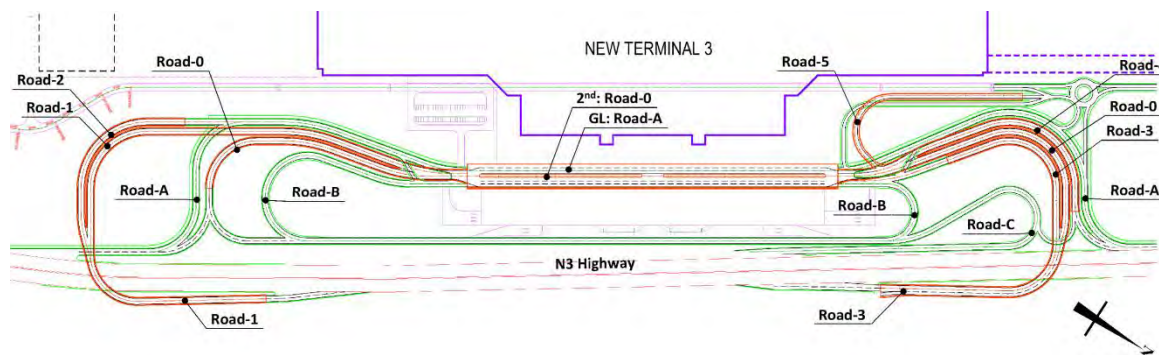 NEW TERMINAL 3
Road-0
Road-2
Road-1
Road-5
Road-
2nd: Road-0
GL: Road-A
Road-0
Road-3
Road-A
Road-B
Road-B
Road-A
Road-C
N3 Highway
Road-1
Road-3